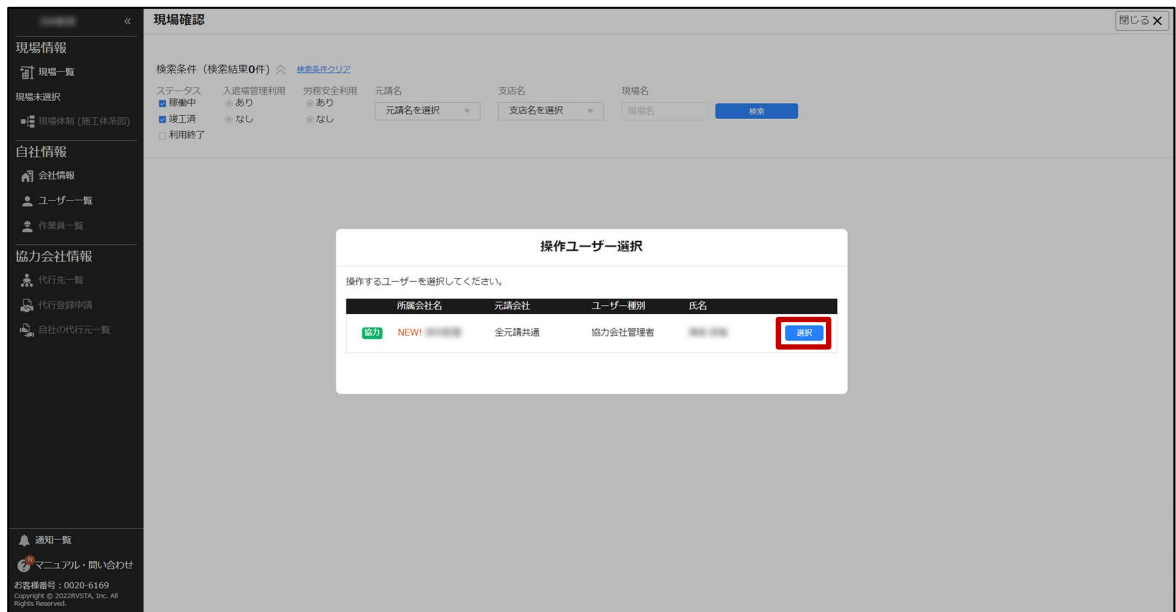 «
現場情報
現場一覧
現場未選択
現場体制 (施工体系図)
自社情報
会社情報
ユーザー一覧
作業員一覧
協力会社情報
代行先一覧
代行登録申請
自社の代行元一覧
通知一覧
? N マニュアル・問い合わせ
お客様番号：0020-6169
Copyright © 2022RVSTA, Inc. All
Rights Reserved.
現場確認
閉じる X
検索条件（検索結果0件） 検索条件クリア
ステータス 入退場管理利用 労務安全利用 元請名 支店名 現場名
稼働中 あり あり 元請名を選択 支店名を選択 現場名 検索
竣工済 なし なし
利用終了
操作ユーザー選択
操作するユーザーを選択してください。
所属会社名 元請会社 ユーザー種別 氏名
協力 NEW! 全元請共通 協力会社管理者 選択